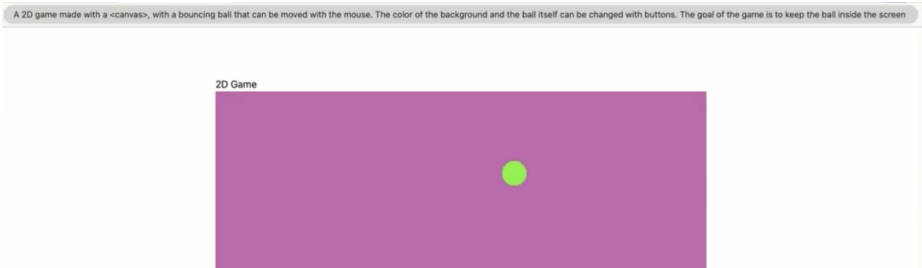 A 2D game made with a <canvas>, with a bouncing ball that can be moved with the mouse. The color of the background and the ball itself can be changed with buttons. The goal of the game is to keep the ball inside the screen
2D Game